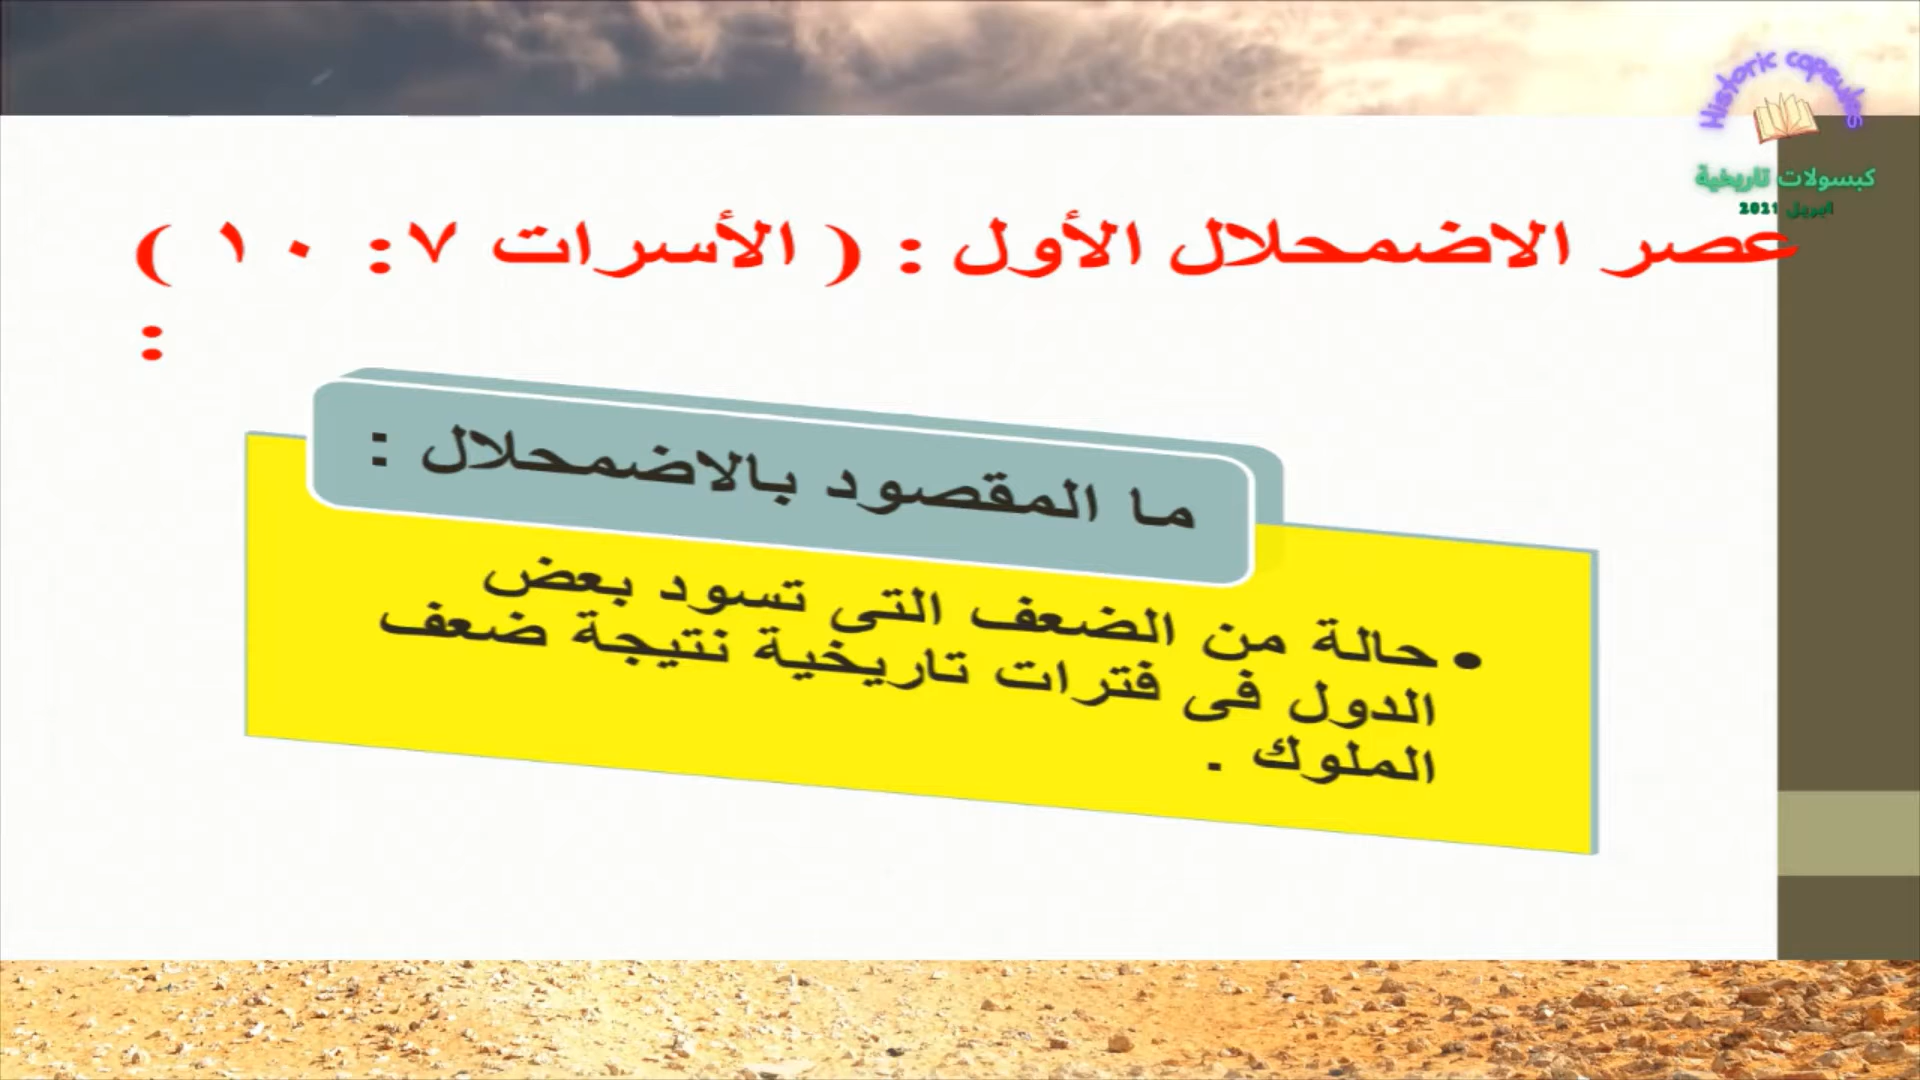 Historic capsules
كبسولات تاريخية
ابريل 2021
عصر الاضمحلال الأول : ( الأسرات ٧: ١٠ )
:
ما المقصود بالاضمحلال :
• حالة من الضعف التى تسود بعض
الدول فى فترات تاريخية نتيجة ضعف
الملوك .